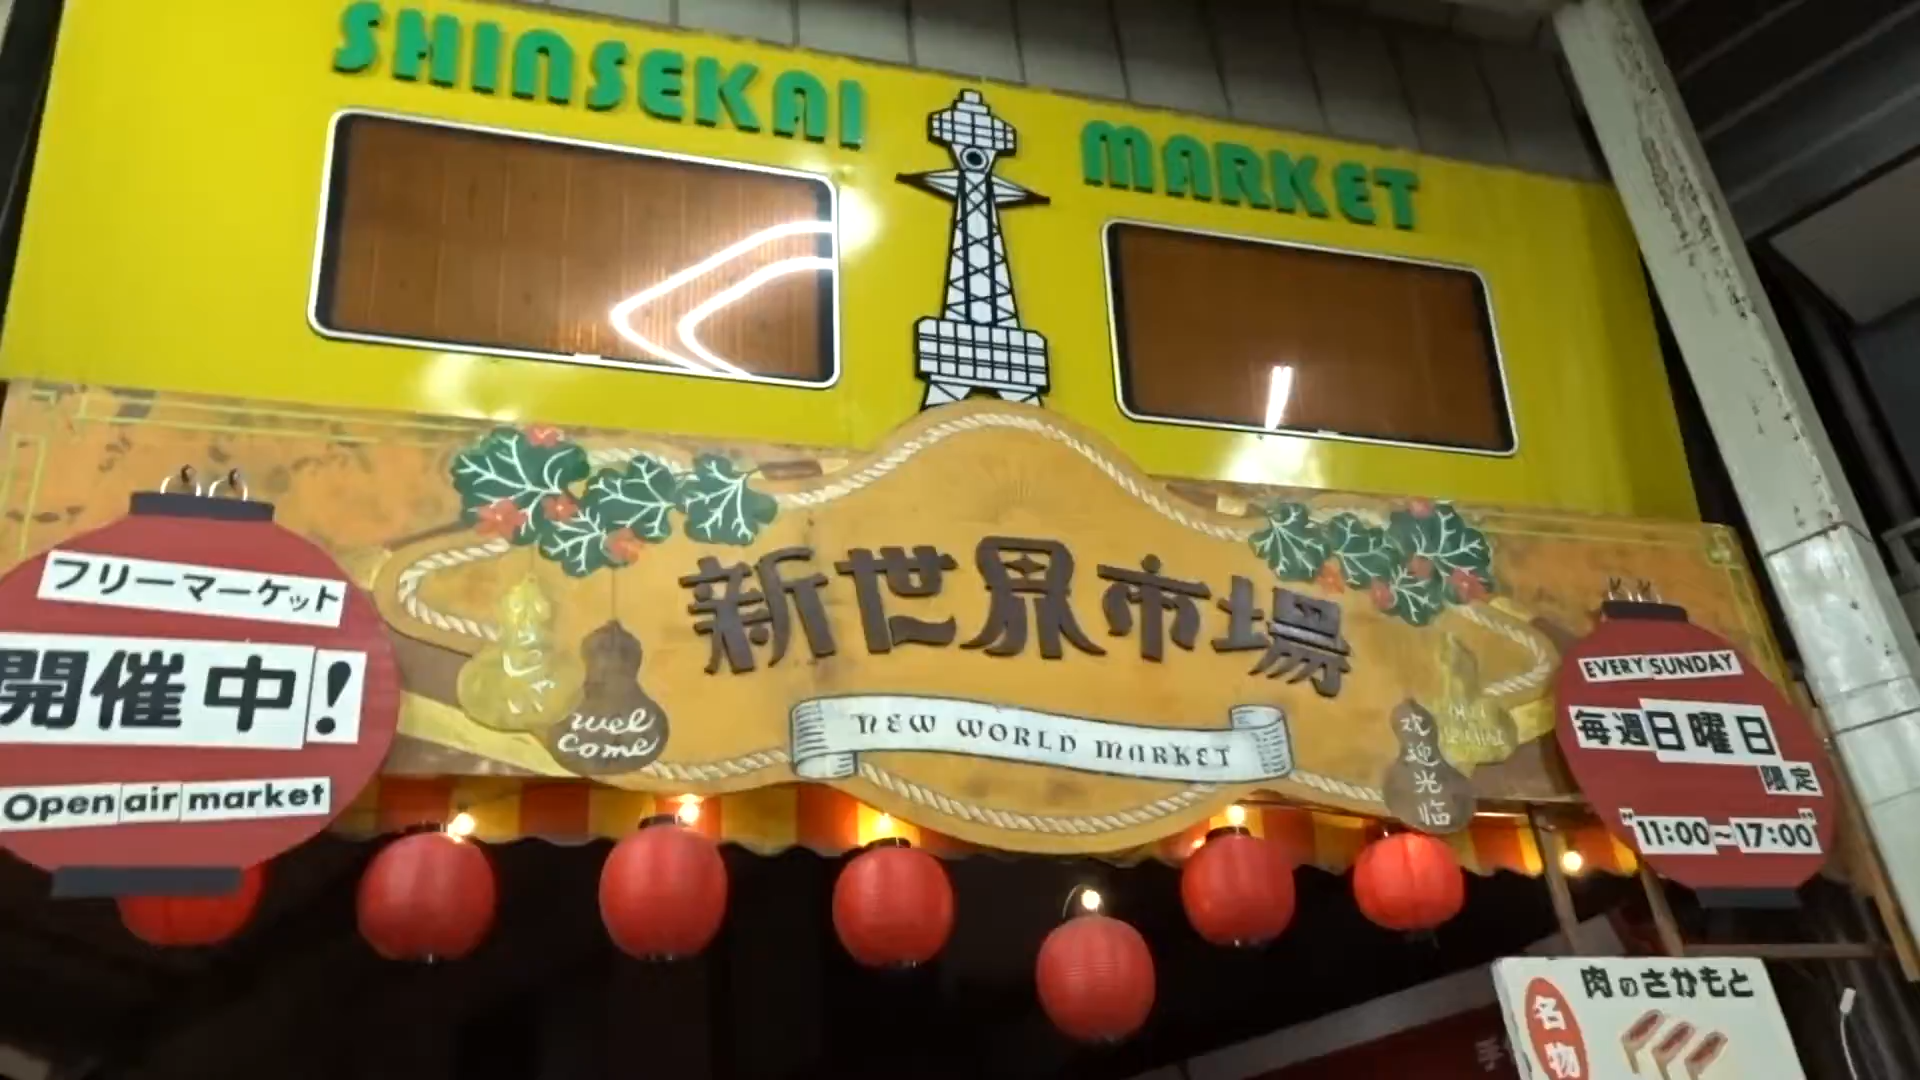 SHINSEKAI MARKET
新世界市場
NEW WORLD MARKET
フリーマーケット
開催中!
Open air market
wel
come
欢
迎
光
临
EVERY SUNDAY
毎週日曜日
限定
"11:00~17:00"
肉のさかもと
名
物